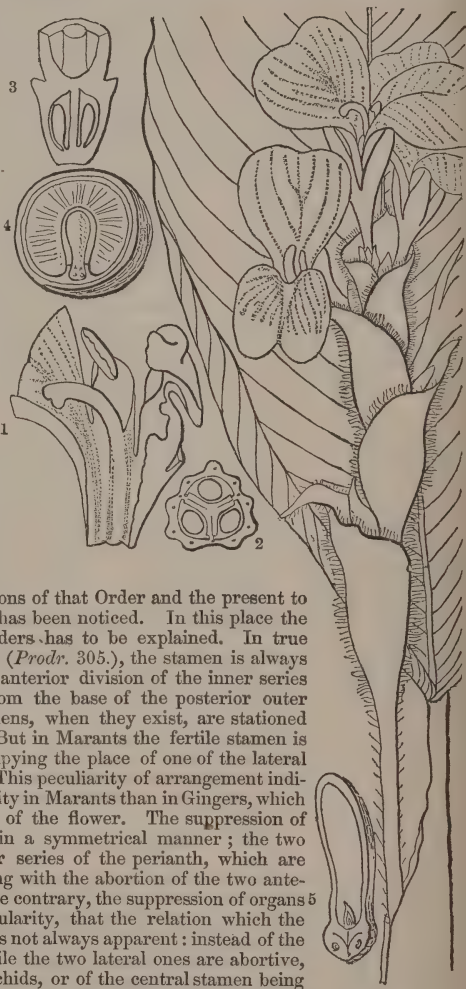 3
4
1
2
ons of that Order and the present to
has been noticed. In this place the
ders has to be explained. In true
(Prodr. 305.), the stamen is always
anterior division of the inner series
om the base of the posterior outer
ens, when they exist, are stationed
But in Marants the fertile stamen is
pying the place of one of the lateral
This peculiarity of arrangement indi-
ity in Marants than in Gingers, which
of the flower. The suppression of
in a symmetrical manner; the two
r series of the perianth, which are
ng with the abortion of the two ante-
e contrary, the suppression of organs
5
ularity, that the relation which the
s not always apparent: instead of the
ile the two lateral ones are abortive,
chids, or of the central stamen being